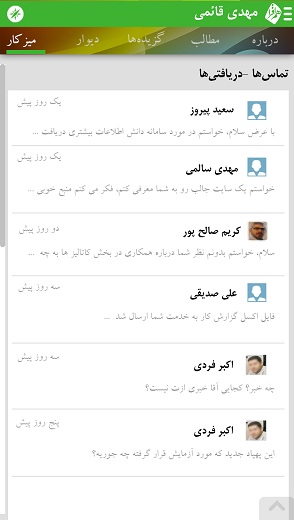 مهدی قائمی
درباره
مطالب
گزیده‌ها
دیوار
میز کار
تماس‌ها -دریافتی‌ها
سعید پیروز
یک روز پیش
با عرض سلام، خواستم در مورد سامانه دانش اطلاعات بیشتری دریافت ...
مهدی سالمی
یک روز پیش
خواستم یک سایت جالب رو به شما معرفی کنم، فکر می کنم منبع خوبی ...
کریم صالح پور
دو روز پیش
سلام، خواستم بدونم نظر شما درباره همکاری در بخش کاتالیز ها به چه ...
علی صدیقی
سه روز پیش
فایل اکسل گزارش کار به خدمت شما ارسال شد ...
اکبر فردی
سه روز پیش
چه خبر؟ کجایی آقا خبری ازت نیست؟
اکبر فردی
پنج روز پیش
این پهپاد جدید که مورد آزمایش قرار گرفته چه جوریه؟